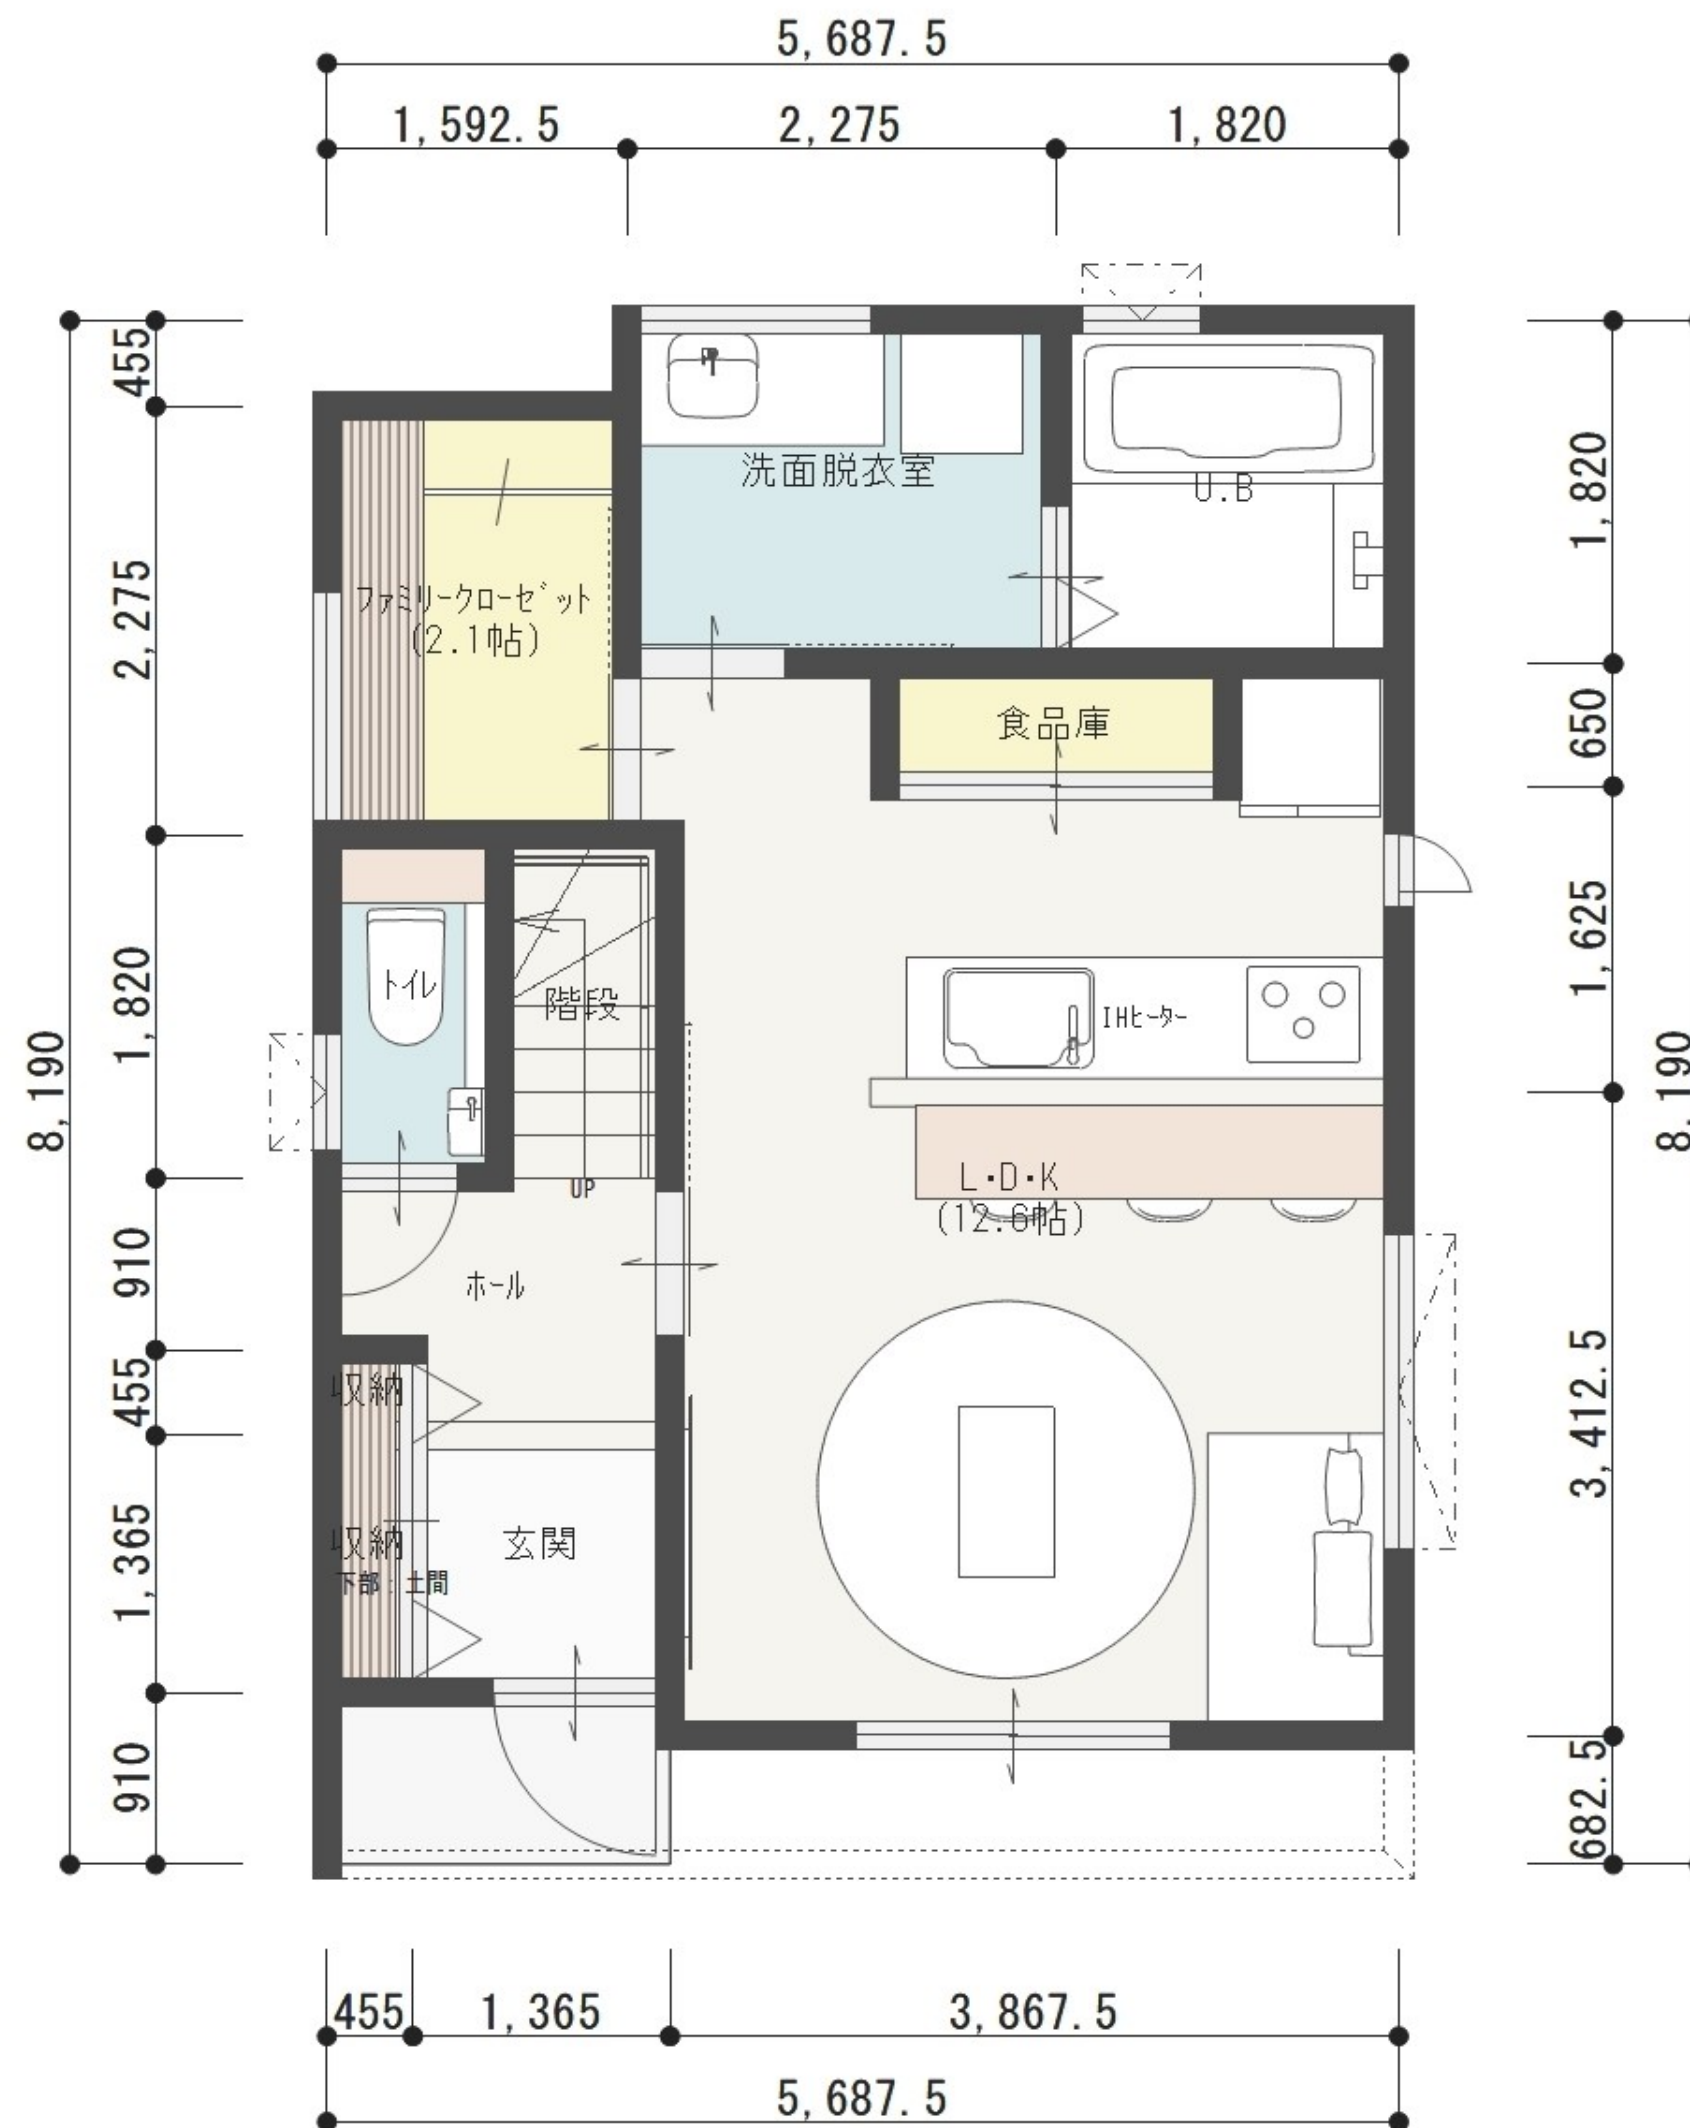 5,687.5
1,592.5
2,275
1,820
455
2,275
1,820
910
455
1,365
910
8,190
洗面脱衣室
U.B
ファミリークローゼット
(2.1帖)
食品庫
トイレ
階段
IHヒーター
UP
L・D・K
(12.6帖)
ホール
収納
収納
玄関
下部:土間
1,820
650
1,625
3,412.5
682.5
8,190
455
1,365
3,867.5
5,687.5